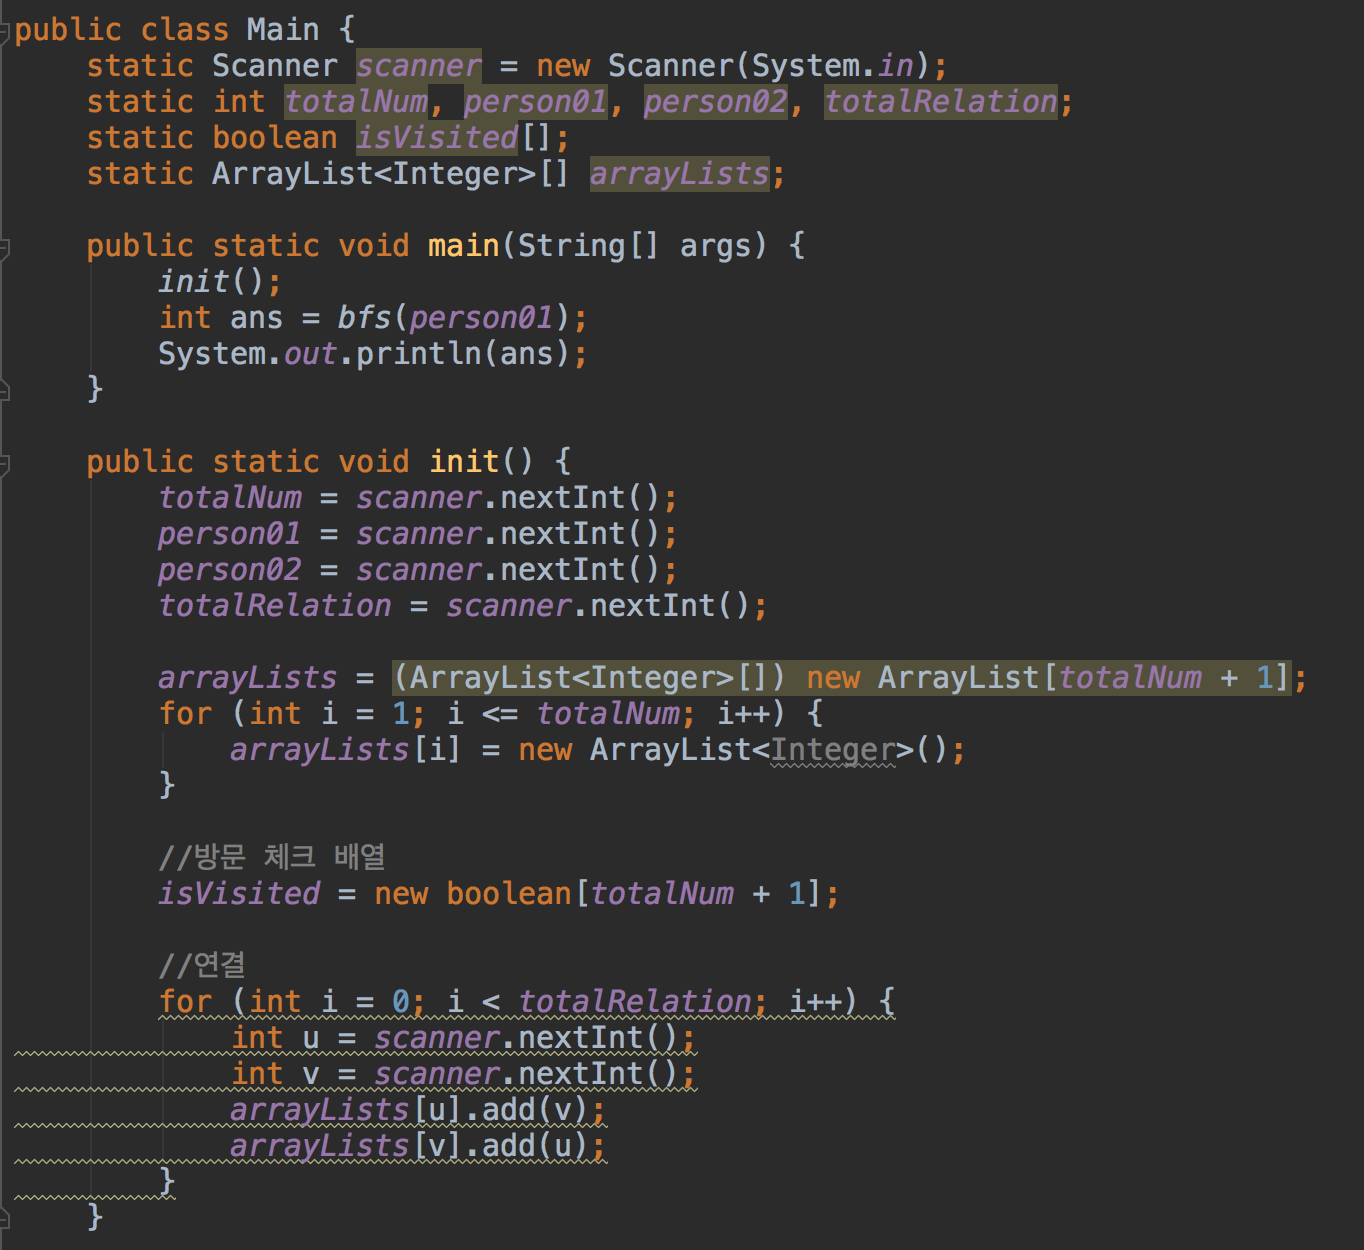 public class Main {
    static Scanner scanner = new Scanner(System.in);
    static int totalNum, person01, person02, totalRelation;
    static boolean isVisited[];
    static ArrayList<Integer>[] arrayLists;

    public static void main(String[] args) {
        init();
        int ans = bfs(person01);
        System.out.println(ans);
    }

    public static void init() {
        totalNum = scanner.nextInt();
        person01 = scanner.nextInt();
        person02 = scanner.nextInt();
        totalRelation = scanner.nextInt();

        arrayLists = (ArrayList<Integer>[]) new ArrayList[totalNum + 1];
        for (int i = 1; i <= totalNum; i++) {
            arrayLists[i] = new ArrayList<Integer>();
        }

        //방문 체크 배열
        isVisited = new boolean[totalNum + 1];

        //연결
        for (int i = 0; i < totalRelation; i++) {
            int u = scanner.nextInt();
            int v = scanner.nextInt();
            arrayLists[u].add(v);
            arrayLists[v].add(u);
        }
    }